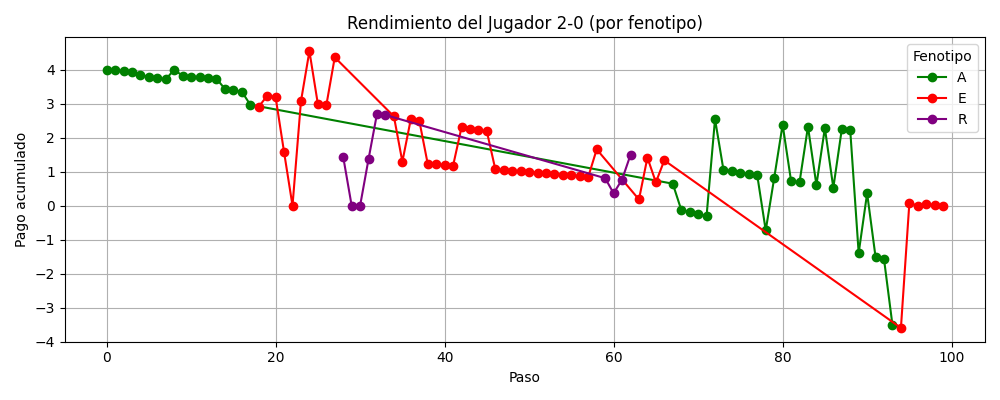 Rendimiento del Jugador 2-0 (por fenotipo)
Pago acumulado
4
3
2
1
0
−1
−2
−3
−4
Fenotipo
A
E
R
0
20
40
60
80
100
Paso